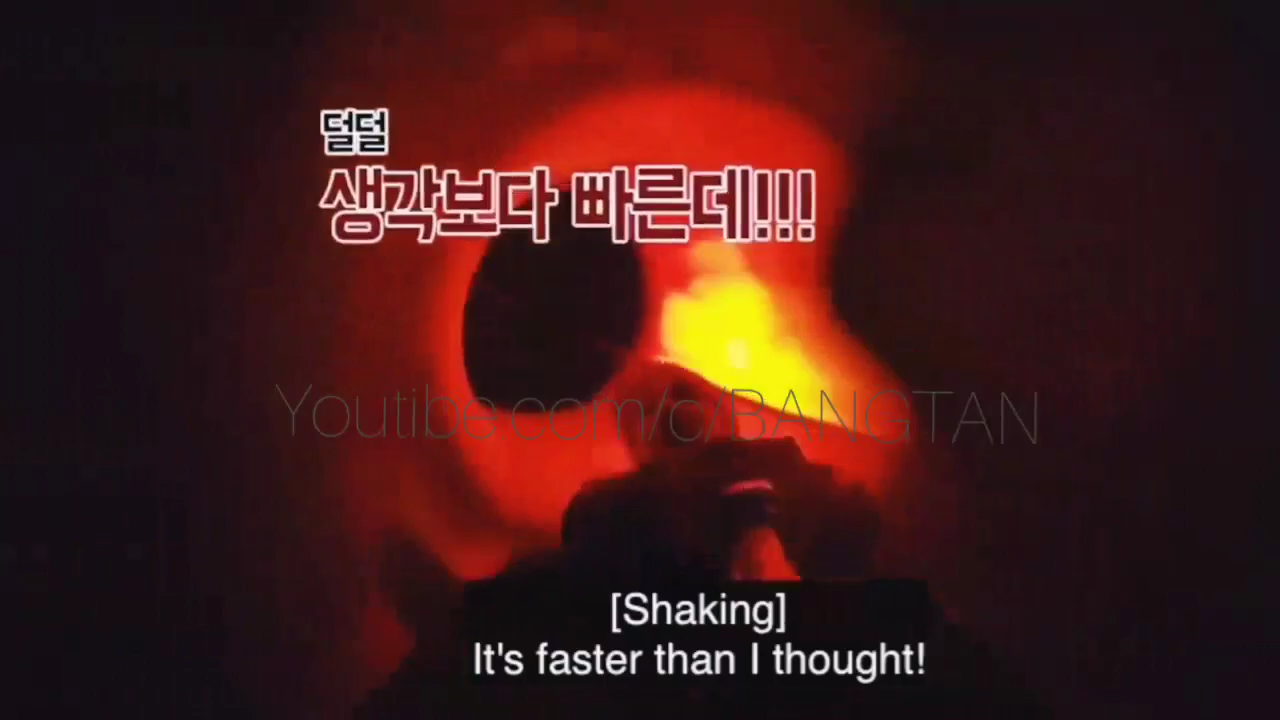 덜덜
생각보다 빠른데!!!
Youtibe.com/c/BANGTAN
[Shaking]
It's faster than I thought!